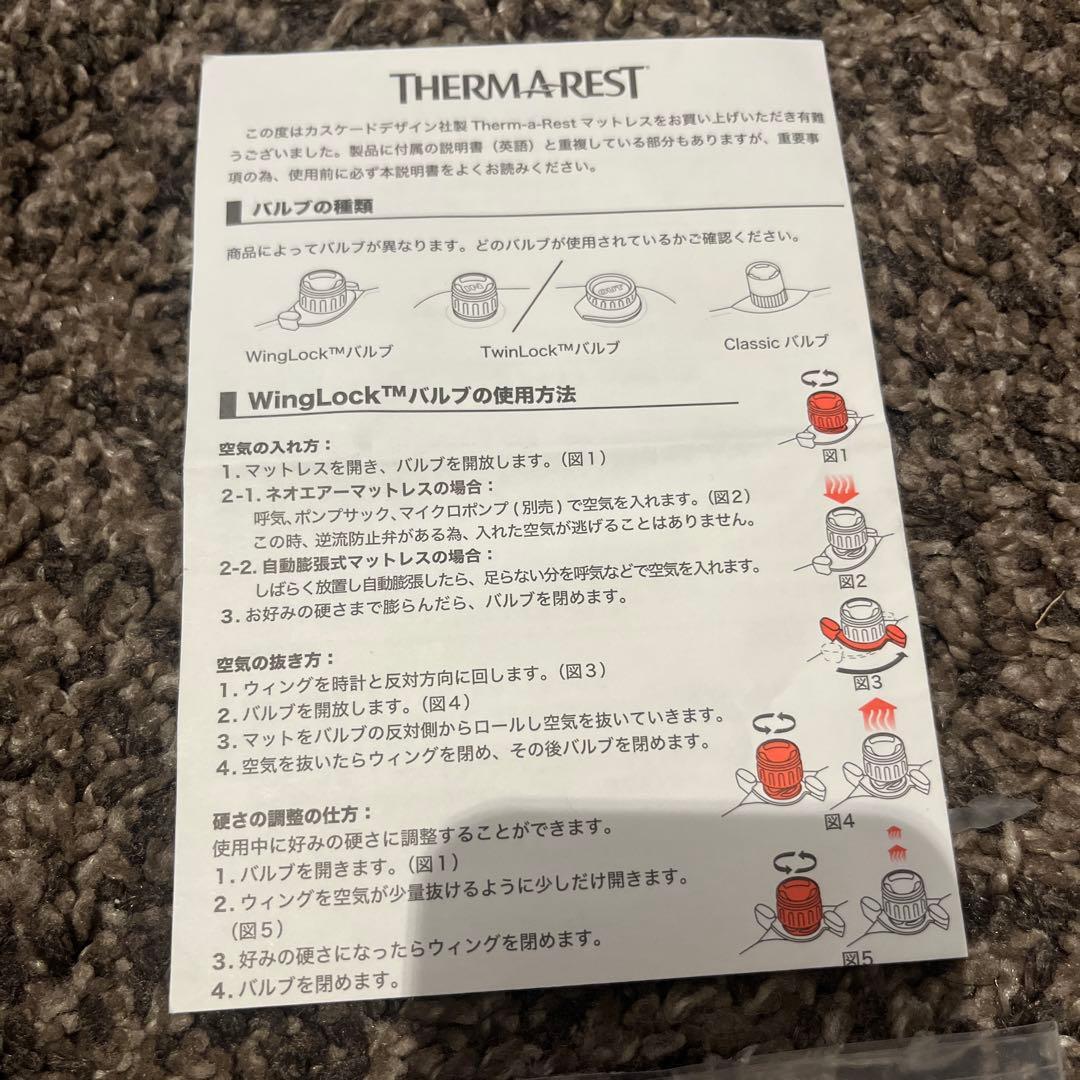 THERM-A-REST
この度はカスケードデザイン社製 Therm-a-Rest マットレスをお買い上げいただき有難
うございました。製品に付属の説明書（英語）と重複している部分もありますが、重要事
項の為、使用前に必ず本説明書をよくお読みください。
バルブの種類
商品によってバルブが異なります。どのバルブが使用されているかご確認ください。
IN
OUT
WingLock™バルブ
TwinLock™バルブ
Classic バルブ
WingLock™バルブの使用方法
空気の入れ方：
1. マットレスを開き、バルブを開放します。（図1）
図1
2-1. ネオエアーマットレスの場合：
呼気、ポンプサック、マイクロポンプ ( 別売 ) で空気を入れます。（図2）
この時、逆流防止弁がある為、入れた空気が逃げることはありません。
2-2. 自動膨張式マットレスの場合：
しばらく放置し自動膨張したら、足らない分を呼気などで空気を入れます。
図2
3. お好みの硬さまで膨らんだら、バルブを閉めます。
空気の抜き方：
1. ウィングを時計と反対方向に回します。（図3）
図3
2. バルブを開放します。（図4）
3. マットをバルブの反対側からロールし空気を抜いていきます。
4. 空気を抜いたらウィングを閉め、その後バルブを閉めます。
図4
硬さの調整の仕方：
使用中に好みの硬さに調整することができます。
1. バルブを開きます。（図1）
2. ウィングを空気が少量抜けるように少しだけ開きます。
（図5）
3. 好みの硬さになったらウィングを閉めます。
図5
4. バルブを閉めます。